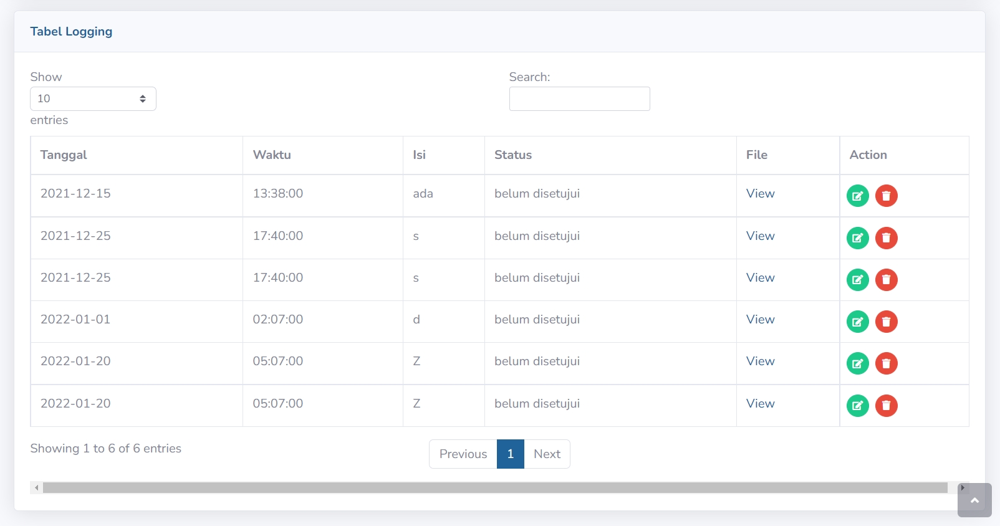 Tabel Logging
Show
10
entries
Search:
Tanggal Waktu Isi Status File Action
2021-12-15 13:38:00 ada belum disetujui View
2021-12-25 17:40:00 s belum disetujui View
2021-12-25 17:40:00 s belum disetujui View
2022-01-01 02:07:00 d belum disetujui View
2022-01-20 05:07:00 Z belum disetujui View
2022-01-20 05:07:00 Z belum disetujui View
Showing 1 to 6 of 6 entries
Previous 1 Next